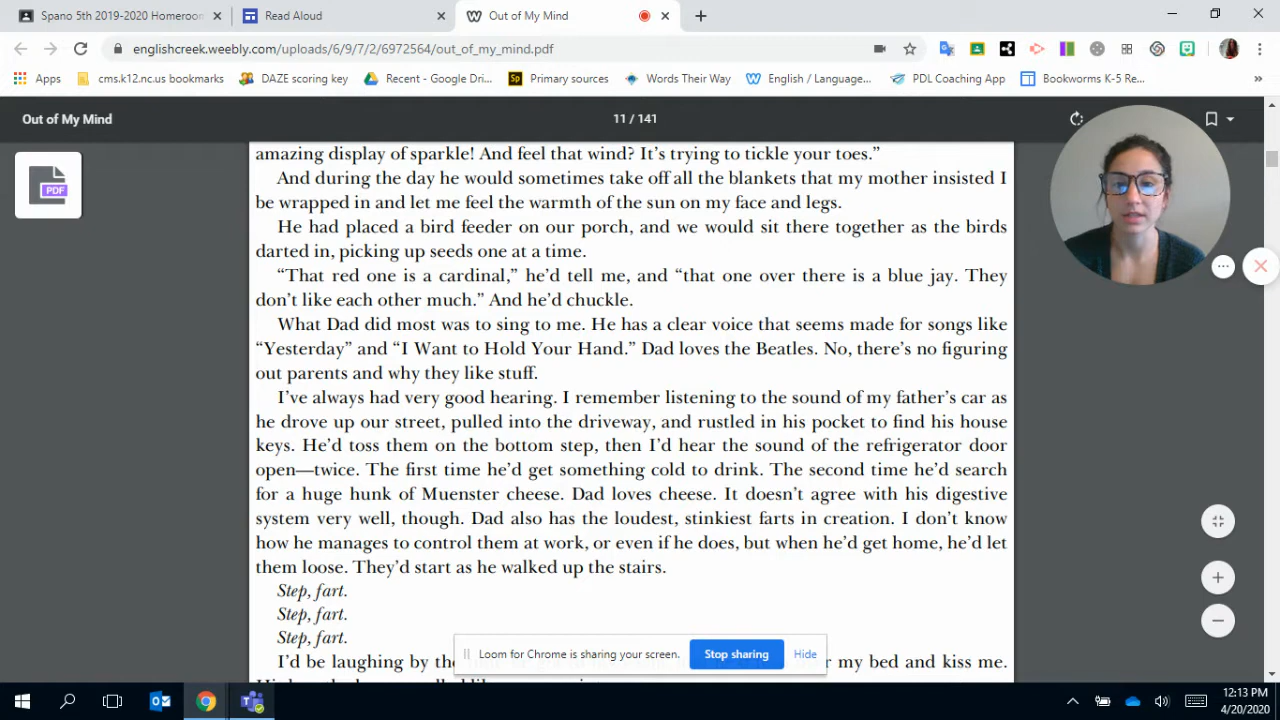 Spano 5th 2019-2020 Homeroom
Read Aloud
Out of My Mind
englishcreek.weebly.com/uploads/6/9/7/2/6972564/out_of_my_mind.pdf
Apps
cms.k12.nc.us bookmarks
DAZE scoring key
Recent - Google Dri...
Sp
Primary sources
Words Their Way
English / Language...
PDL Coaching App
Bookworms K-5 Re...
»
Out of My Mind
11 / 141
PDF
amazing display of sparkle! And feel that wind? It's trying to tickle your toes.”
And during the day he would sometimes take off all the blankets that my mother insisted I
be wrapped in and let me feel the warmth of the sun on my face and legs.
He had placed a bird feeder on our porch, and we would sit there together as the birds
darted in, picking up seeds one at a time.
“That red one is a cardinal,” he'd tell me, and “that one over there is a blue jay. They
don't like each other much.” And he'd chuckle.
What Dad did most was to sing to me. He has a clear voice that seems made for songs like
“Yesterday” and “I Want to Hold Your Hand.” Dad loves the Beatles. No, there's no figuring
out parents and why they like stuff.
I've always had very good hearing. I remember listening to the sound of my father's car as
he drove up our street, pulled into the driveway, and rustled in his pocket to find his house
keys. He'd toss them on the bottom step, then I'd hear the sound of the refrigerator door
open—twice. The first time he'd get something cold to drink. The second time he'd search
for a huge hunk of Muenster cheese. Dad loves cheese. It doesn't agree with his digestive
system very well, though. Dad also has the loudest, stinkiest farts in creation. I don't know
how he manages to control them at work, or even if he does, but when he'd get home, he'd let
them loose. They'd start as he walked up the stairs.
Step, fart.
Step, fart.
Step, fart.
I'd be laughing by the my bed and kiss me.
Loom for Chrome is sharing your screen.
Stop sharing
Hide
12:13 PM
4/20/2020